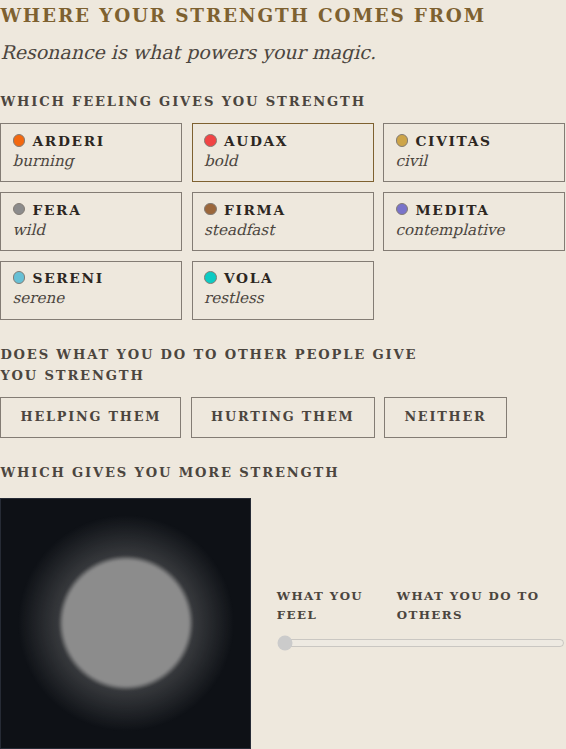 WHERE YOUR STRENGTH COMES FROM
Resonance is what powers your magic.
WHICH FEELING GIVES YOU STRENGTH
ARDERI
burning
AUDAX
bold
CIVITAS
civil
FERA
wild
FIRMA
steadfast
MEDITA
contemplative
SERENI
serene
VOLA
restless
DOES WHAT YOU DO TO OTHER PEOPLE GIVE
YOU STRENGTH
HELPING THEM
HURTING THEM
NEITHER
WHICH GIVES YOU MORE STRENGTH
WHAT YOU
FEEL
WHAT YOU DO TO
OTHERS